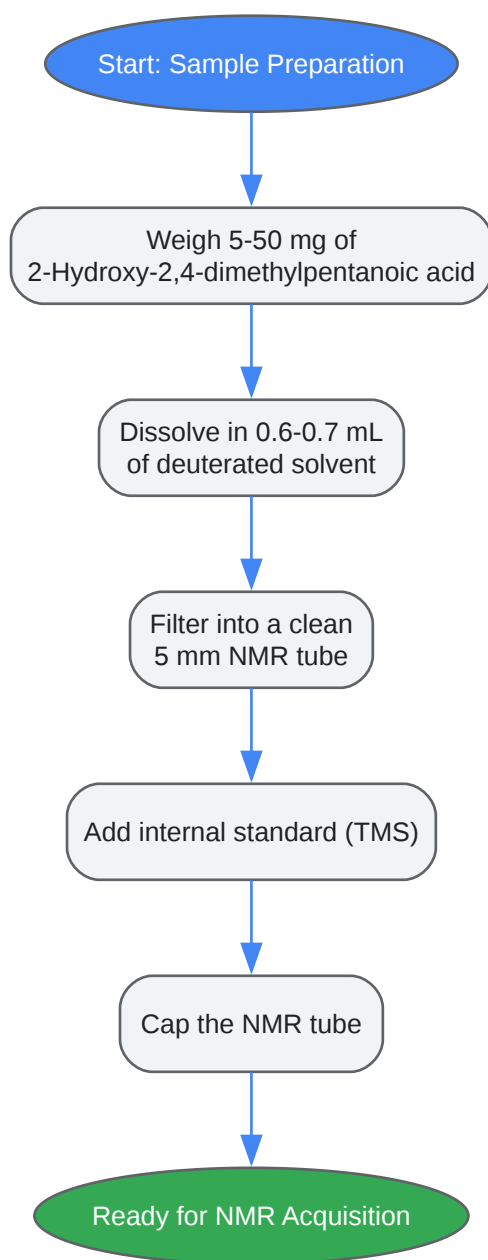 Start: Sample Preparation
Weigh 5-50 mg of
2-Hydroxy-2,4-dimethylpentanoic acid
Dissolve in 0.6-0.7 mL
of deuterated solvent
Filter into a clean
5 mm NMR tube
Add internal standard (TMS)
Cap the NMR tube
Ready for NMR Acquisition